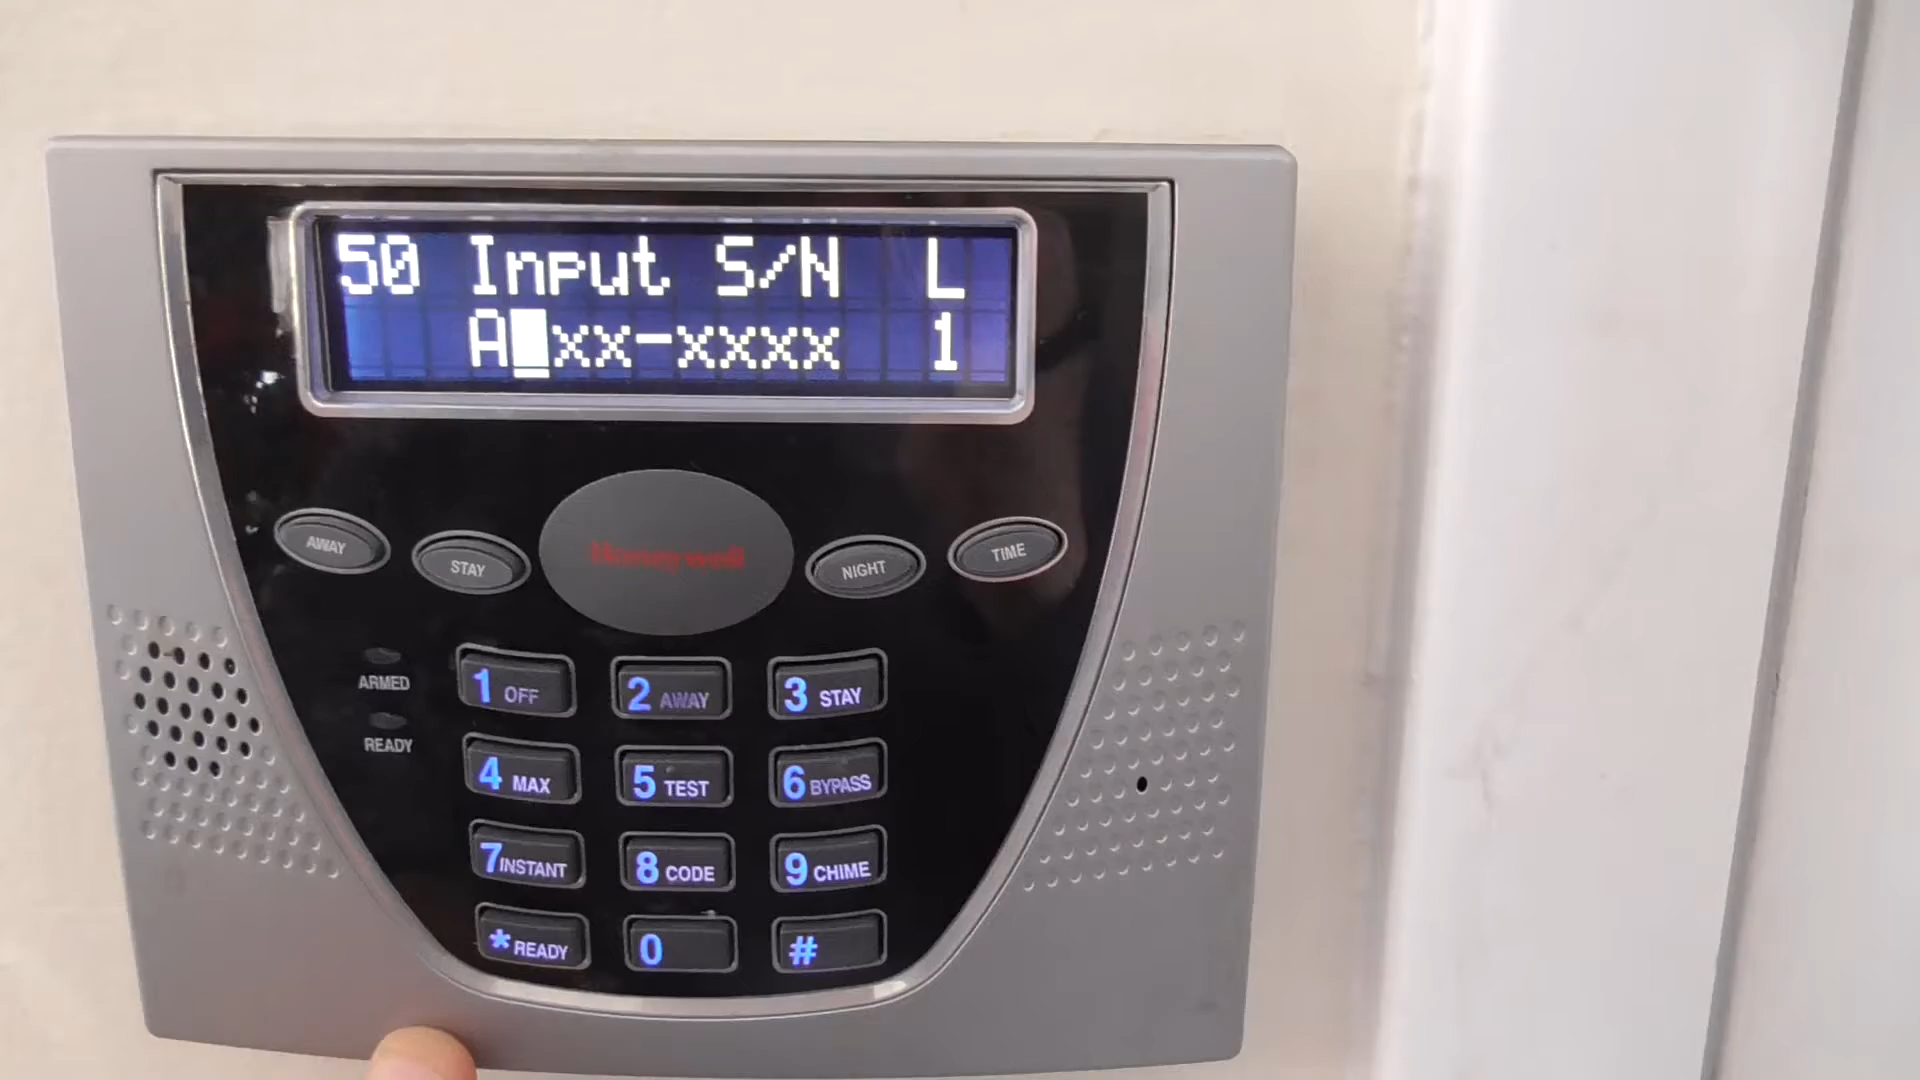 50 Input S/N L
A xx-xxxx 1
AWAY STAY Honeywell NIGHT TIME
ARMED
READY
1 OFF 2 AWAY 3 STAY
4 MAX 5 TEST 6 BYPASS
7 INSTANT 8 CODE 9 CHIME
* READY 0 #